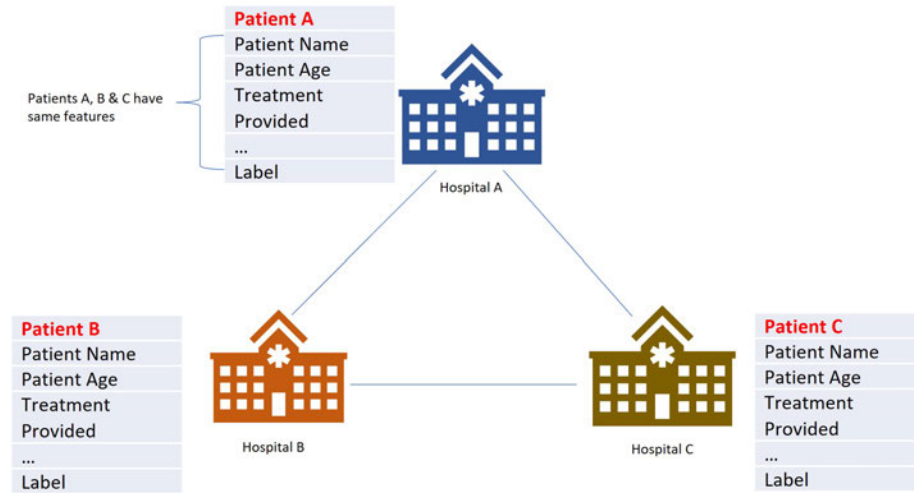 Patient A
Patient Name
Patient Age
Treatment
Provided
...
Label
Patients A, B & C have
same features
Hospital A
Patient B
Patient Name
Patient Age
Treatment
Provided
...
Label
Hospital B
Hospital C
Patient C
Patient Name
Patient Age
Treatment
Provided
...
Label